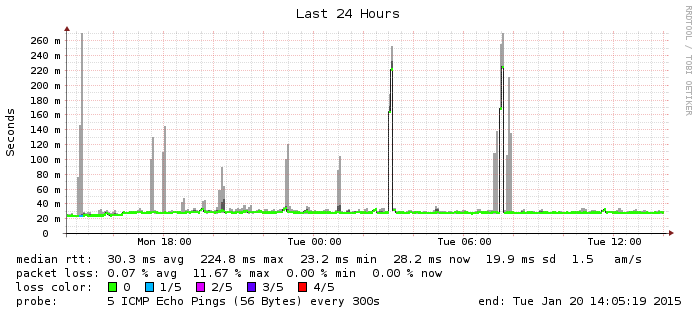 Last 24 Hours
RRDTOOL / TOBI OETIKER
Seconds
260 m
240 m
220 m
200 m
180 m
160 m
140 m
120 m
100 m
80 m
60 m
40 m
20 m
0
Mon 18:00 Tue 00:00 Tue 06:00 Tue 12:00
median rtt: 30.3 ms avg 224.8 ms max 23.2 ms min 28.2 ms now 19.9 ms sd 1.5 am/s
packet loss: 0.07 % avg 11.67 % max 0.00 % min 0.00 % now
loss color: 0 1/5 2/5 3/5 4/5
probe: 5 ICMP Echo Pings (56 Bytes) every 300s end: Tue Jan 20 14:05:19 2015